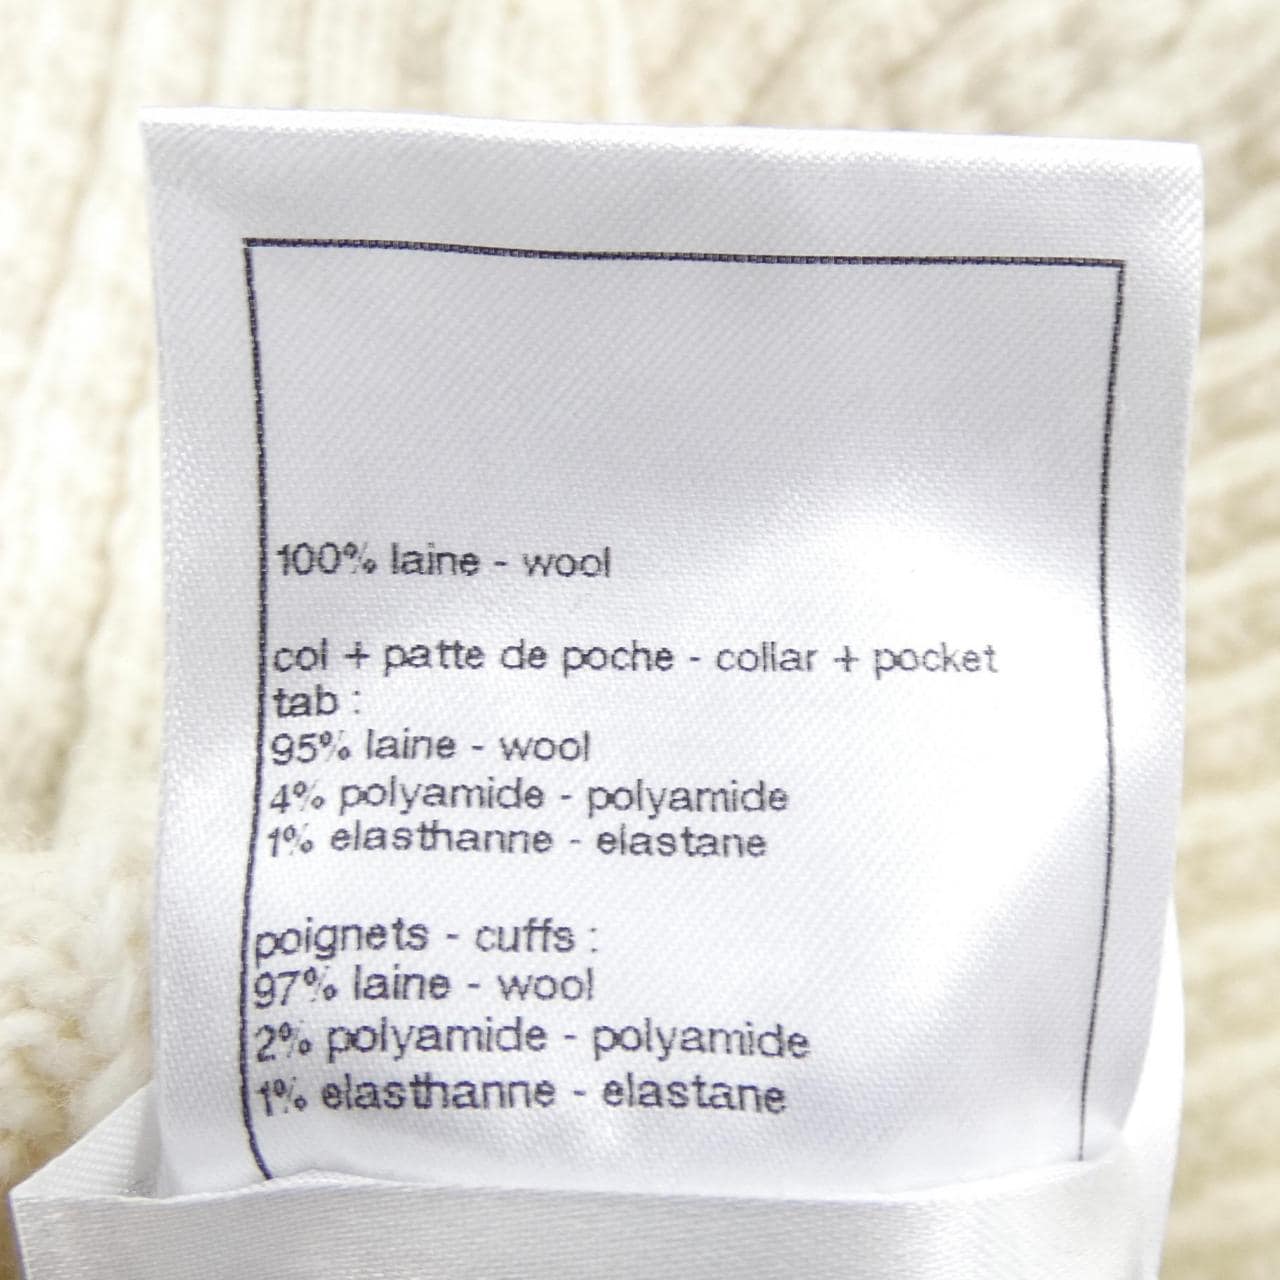 100% laine - wool
col + patte de poche - collar + pocket
tab :
95% laine - wool
4% polyamide - polyamide
1% elasthanne - elastane
poignets - cuffs :
97% laine - wool
2% polyamide - polyamide
1% elasthanne - elastane